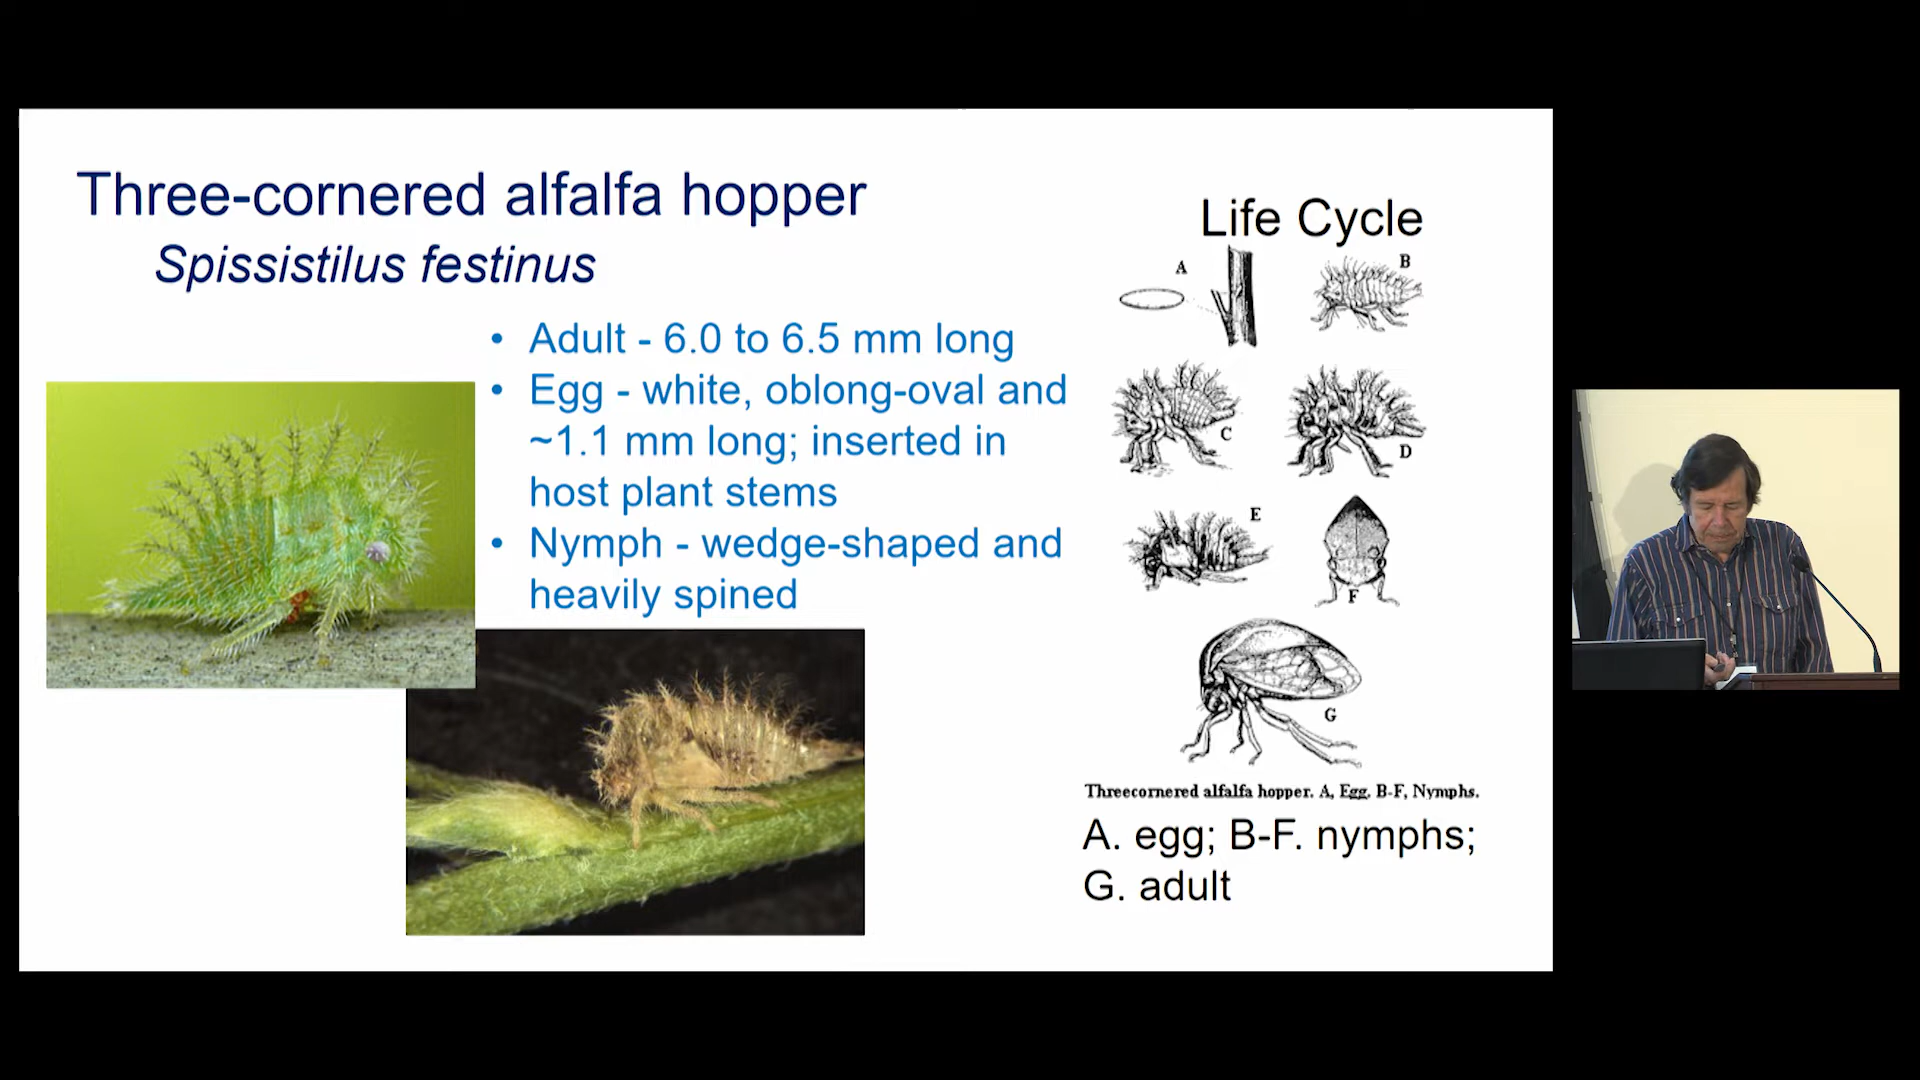 Three-cornered alfalfa hopper
Spissistilus festinus
• Adult - 6.0 to 6.5 mm long
• Egg - white, oblong-oval and
~1.1 mm long; inserted in
host plant stems
• Nymph - wedge-shaped and
heavily spined
Life Cycle
A
B
C
D
E
F
G
Threecornered alfalfa hopper. A, Egg. B-F, Nymphs.
A. egg; B-F. nymphs;
G. adult